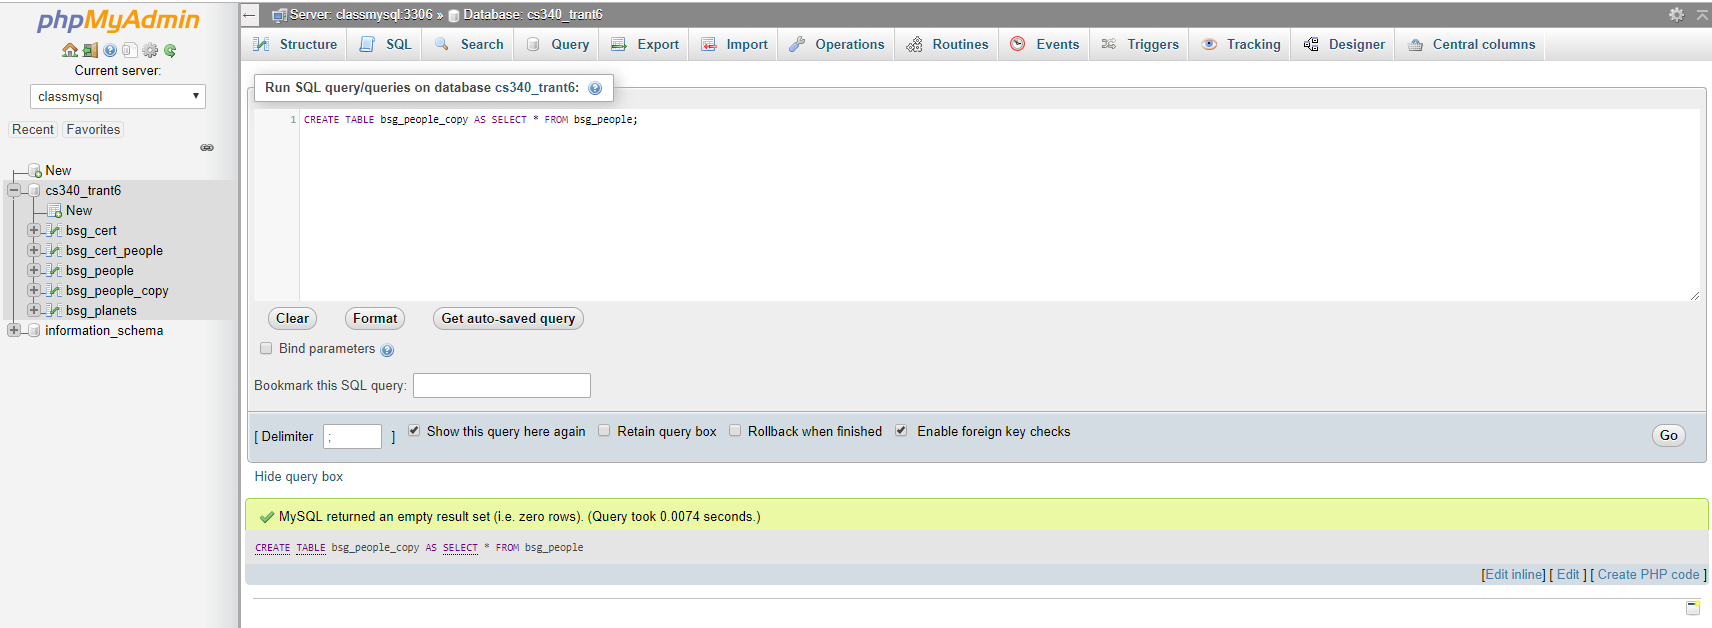 phpMyAdmin
Current server:
classmysql
Recent Favorites
New
cs340_trant6
New
bsg_cert
bsg_cert_people
bsg_people
bsg_people_copy
bsg_planets
information_schema
Server: classmysql:3306 » Database: cs340_trant6
Structure SQL Search Query Export Import Operations Routines Events Triggers Tracking Designer Central columns
Run SQL query/queries on database cs340_trant6:
1 CREATE TABLE bsg_people_copy AS SELECT * FROM bsg_people;
Clear Format Get auto-saved query
Bind parameters
Bookmark this SQL query:
[ Delimiter ; ] Show this query here again Retain query box Rollback when finished Enable foreign key checks Go
Hide query box
MySQL returned an empty result set (i.e. zero rows). (Query took 0.0074 seconds.)
CREATE TABLE bsg_people_copy AS SELECT * FROM bsg_people
[Edit inline] [ Edit ] [ Create PHP code ]